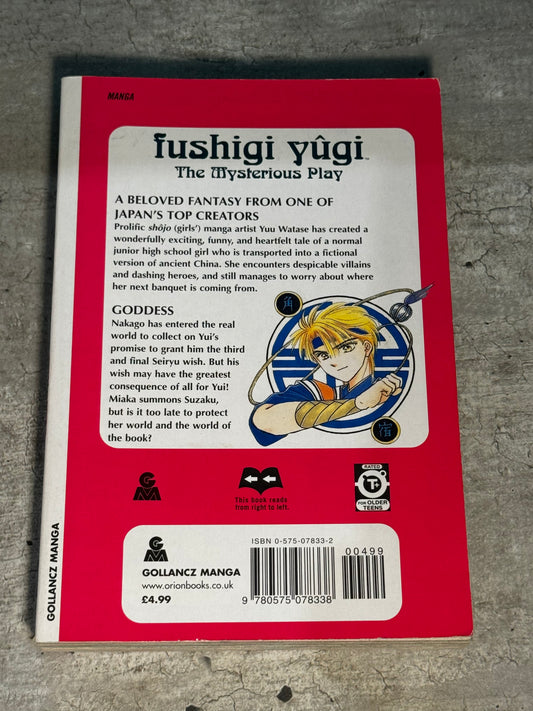 MANGA
fushigi yûgi™
The Mysterious Play
A BELOVED FANTASY FROM ONE OF
JAPAN'S TOP CREATORS
Prolific shôjo (girls') manga artist Yuu Watase has created a
wonderfully exciting, funny, and heartfelt tale of a normal
junior high school girl who is transported into a fictional
version of ancient China. She encounters despicable villains
and dashing heroes, and still manages to worry about where
her next banquet is coming from.
GODDESS
Nakago has entered the real
world to collect on Yui's
promise to grant him the third
and final Seiryu wish. But his
wish may have the greatest
consequence of all for Yui!
Miaka summons Suzaku,
but is it too late to protect
her world and the world of
the book?
角
宿
GM
This book reads
from right to left.
RATED
T+
FOR OLDER
TEENS
GOLLANCZ MANGA
GM
GOLLANCZ MANGA
www.orionbooks.co.uk
£4.99
ISBN 0-575-07833-2
00499
9 780575 078338